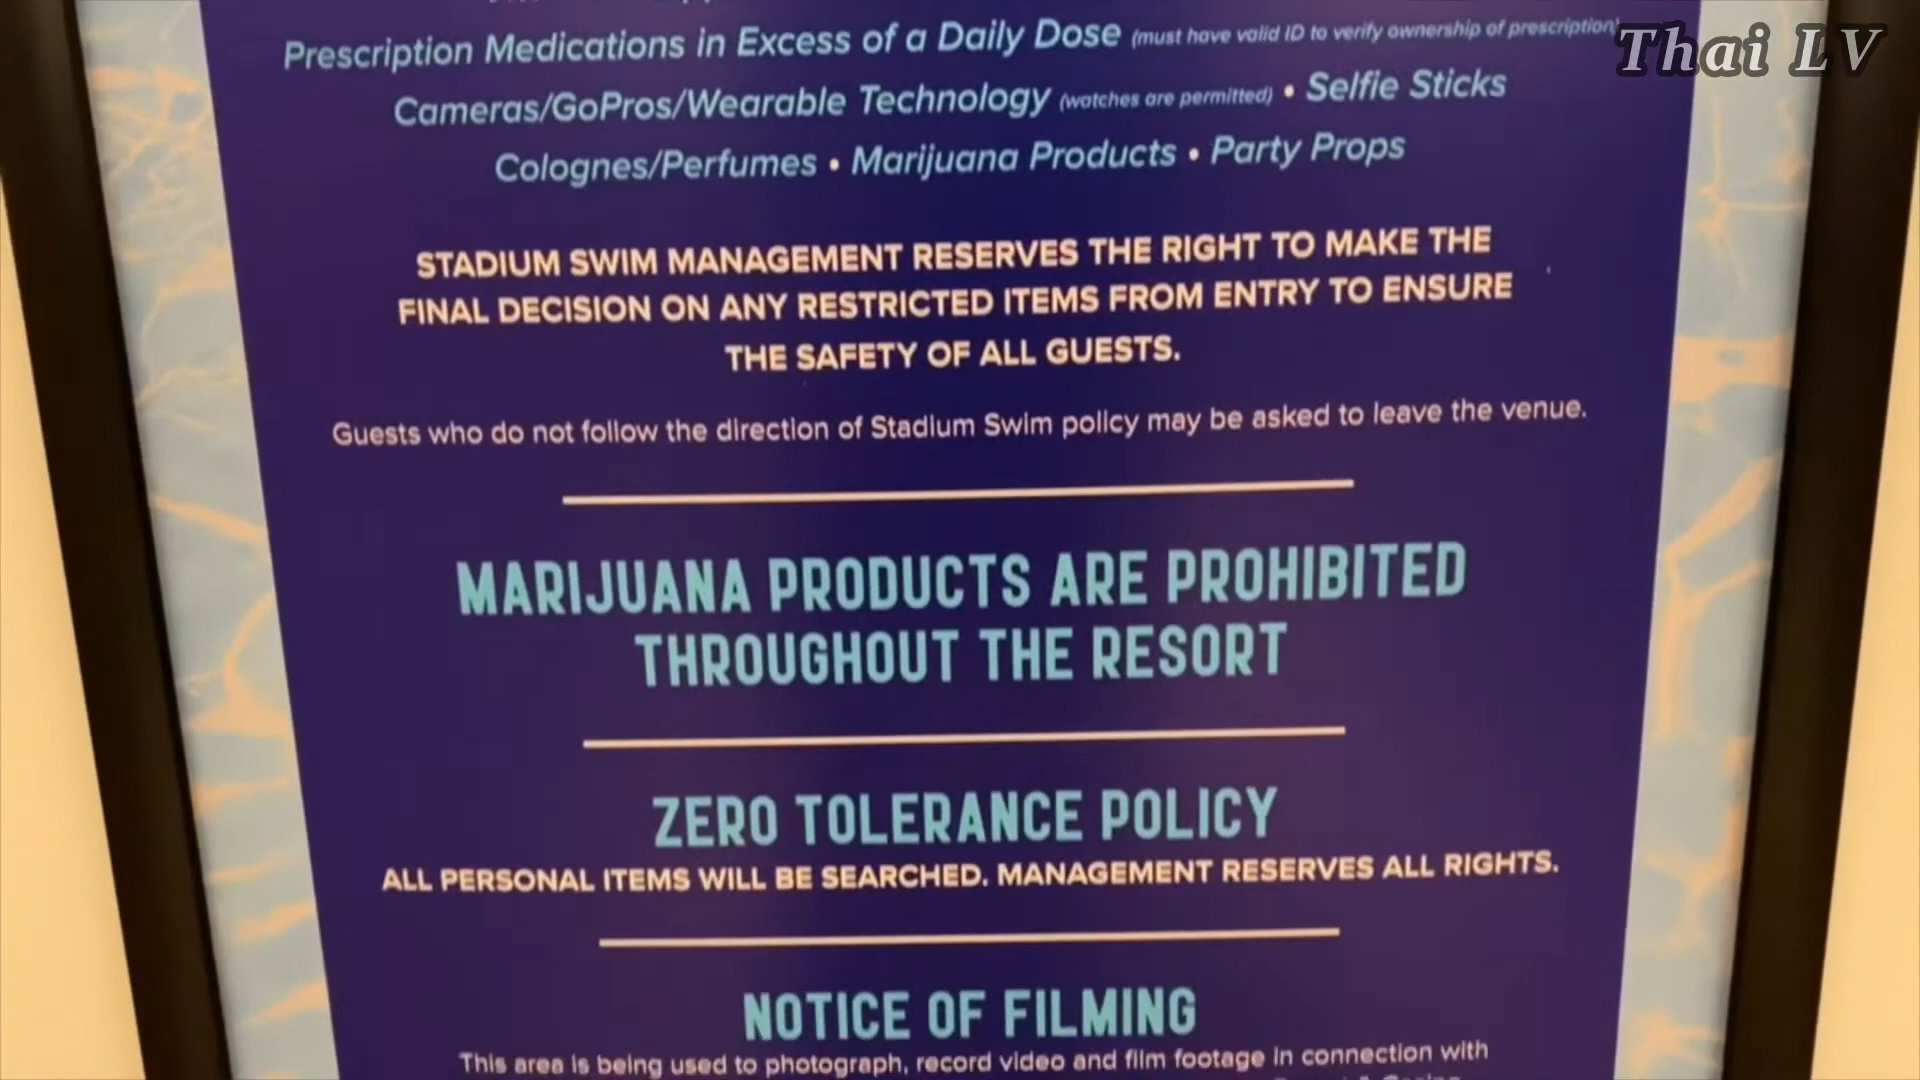 Prescription Medications in Excess of a Daily Dose (must have valid ID to verify ownership of prescription)
Thai LV
Cameras/GoPros/Wearable Technology (watches are permitted) • Selfie Sticks
Colognes/Perfumes • Marijuana Products • Party Props
STADIUM SWIM MANAGEMENT RESERVES THE RIGHT TO MAKE THE
FINAL DECISION ON ANY RESTRICTED ITEMS FROM ENTRY TO ENSURE
THE SAFETY OF ALL GUESTS.
Guests who do not follow the direction of Stadium Swim policy may be asked to leave the venue.
MARIJUANA PRODUCTS ARE PROHIBITED
THROUGHOUT THE RESORT
ZERO TOLERANCE POLICY
ALL PERSONAL ITEMS WILL BE SEARCHED. MANAGEMENT RESERVES ALL RIGHTS.
NOTICE OF FILMING
This area is being used to photograph, record video and film footage in connection with